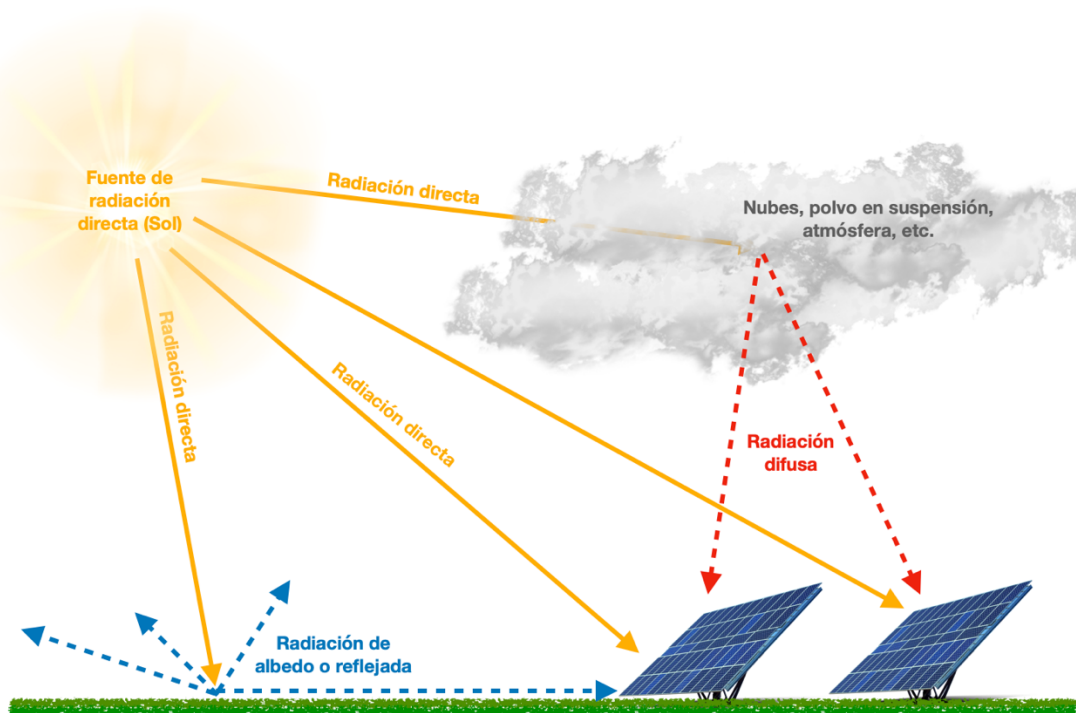 Fuente de
radiación
directa (Sol)
Radiación directa
Nubes, polvo en suspensión,
atmósfera, etc.
Radiación directa
Radiación directa
Radiación
difusa
Radiación de
albedo o reflejada